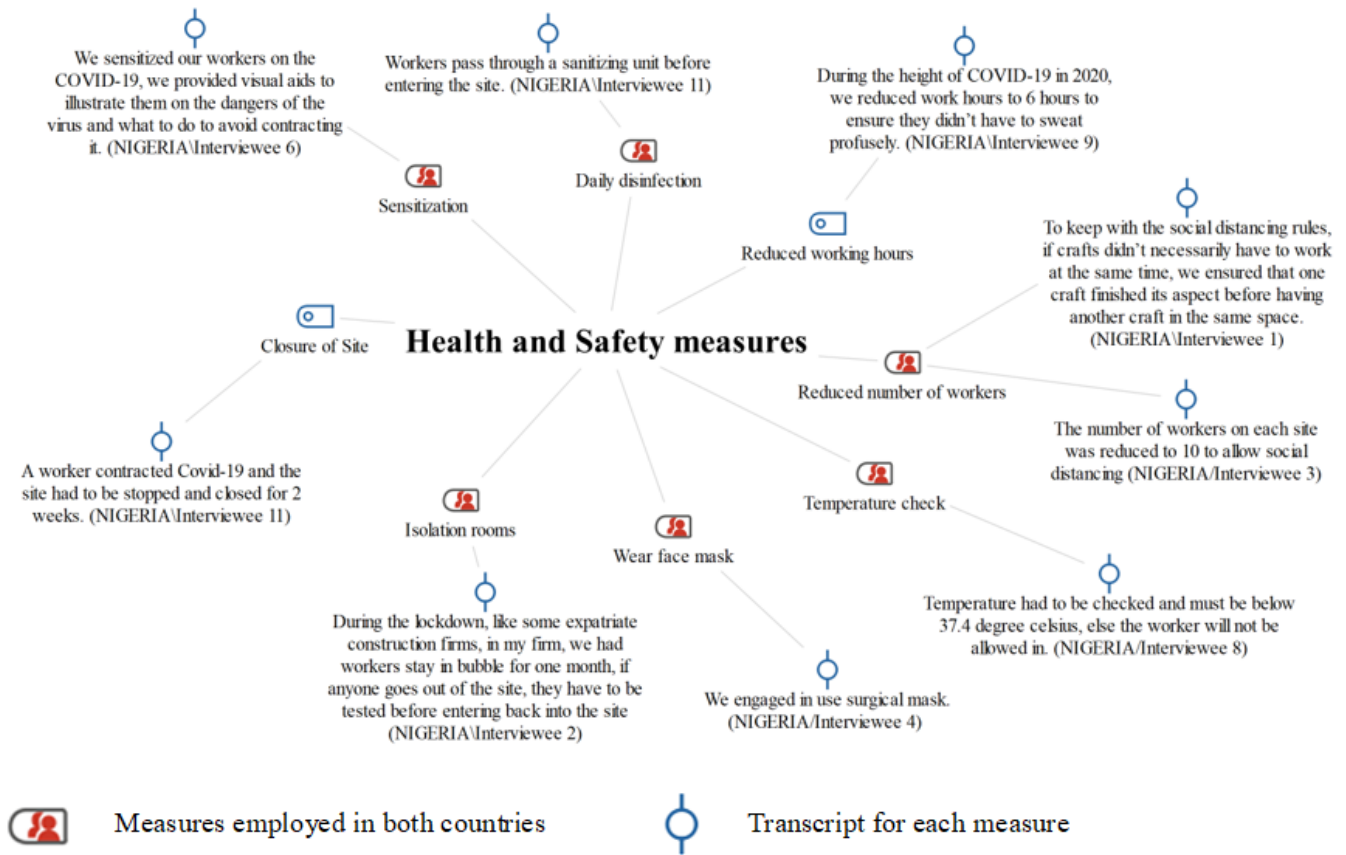 We sensitized our workers on the
COVID-19, we provided visual aids to
illustrate them on the dangers of the
virus and what to do to avoid contracting
it. (NIGERIA\Interviewee 6)
Sensitization
Workers pass through a sanitizing unit before
entering the site. (NIGERIA\Interviewee 11)
Daily disinfection
During the height of COVID-19 in 2020,
we reduced work hours to 6 hours to
ensure they didn’t have to sweat
profusely. (NIGERIA\Interviewee 9)
Reduced working hours
To keep with the social distancing rules,
if crafts didn’t necessarily have to work
at the same time, we ensured that one
craft finished its aspect before having
another craft in the same space.
(NIGERIA\Interviewee 1)
Closure of Site
Health and Safety measures
Reduced number of workers
The number of workers on each site
was reduced to 10 to allow social
distancing (NIGERIA/Interviewee 3)
A worker contracted Covid-19 and the
site had to be stopped and closed for 2
weeks. (NIGERIA\Interviewee 11)
Isolation rooms
Wear face mask
Temperature check
During the lockdown, like some expatriate
construction firms, in my firm, we had
workers stay in bubble for one month, if
anyone goes out of the site, they have to be
tested before entering back into the site
(NIGERIA\Interviewee 2)
We engaged in use surgical mask.
(NIGERIA/Interviewee 4)
Temperature had to be checked and must be below
37.4 degree celsius, else the worker will not be
allowed in. (NIGERIA/Interviewee 8)
Measures employed in both countries
Transcript for each measure